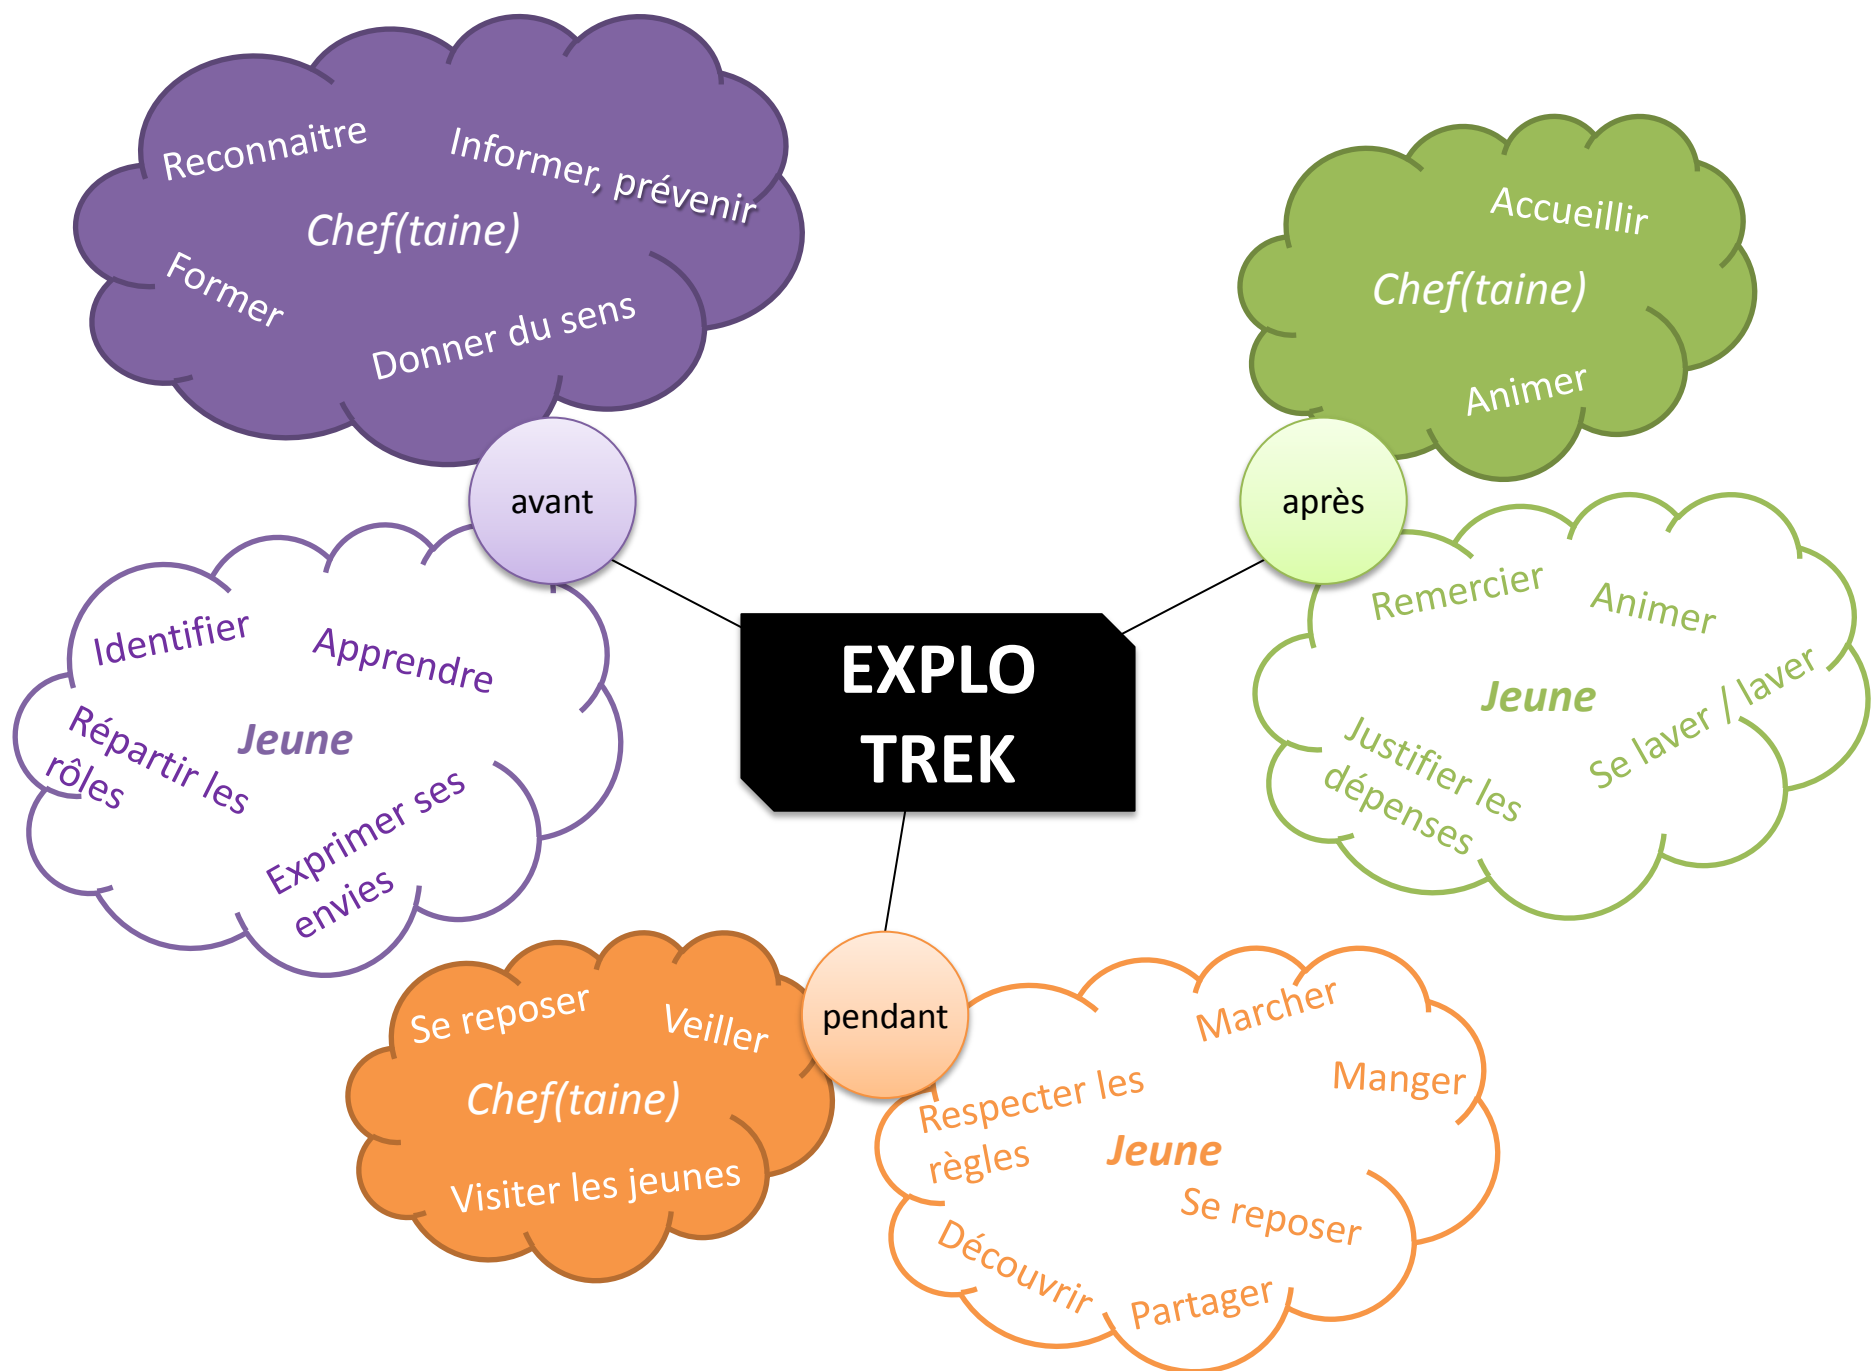 Reconnaitre
Informer, prévenir
Chef(taine)
Former
Donner du sens
avant
Identifier
Apprendre
Jeune
Répartir les
rôles
Exprimer ses
envies
EXPLO
TREK
Accueillir
Chef(taine)
Animer
après
Remercier
Animer
Jeune
Se laver / laver
Justifier les
dépenses
pendant
Se reposer
Veiller
Chef(taine)
Visiter les jeunes
Marcher
Manger
Respecter les
règles
Jeune
Se reposer
Découvrir
Partager